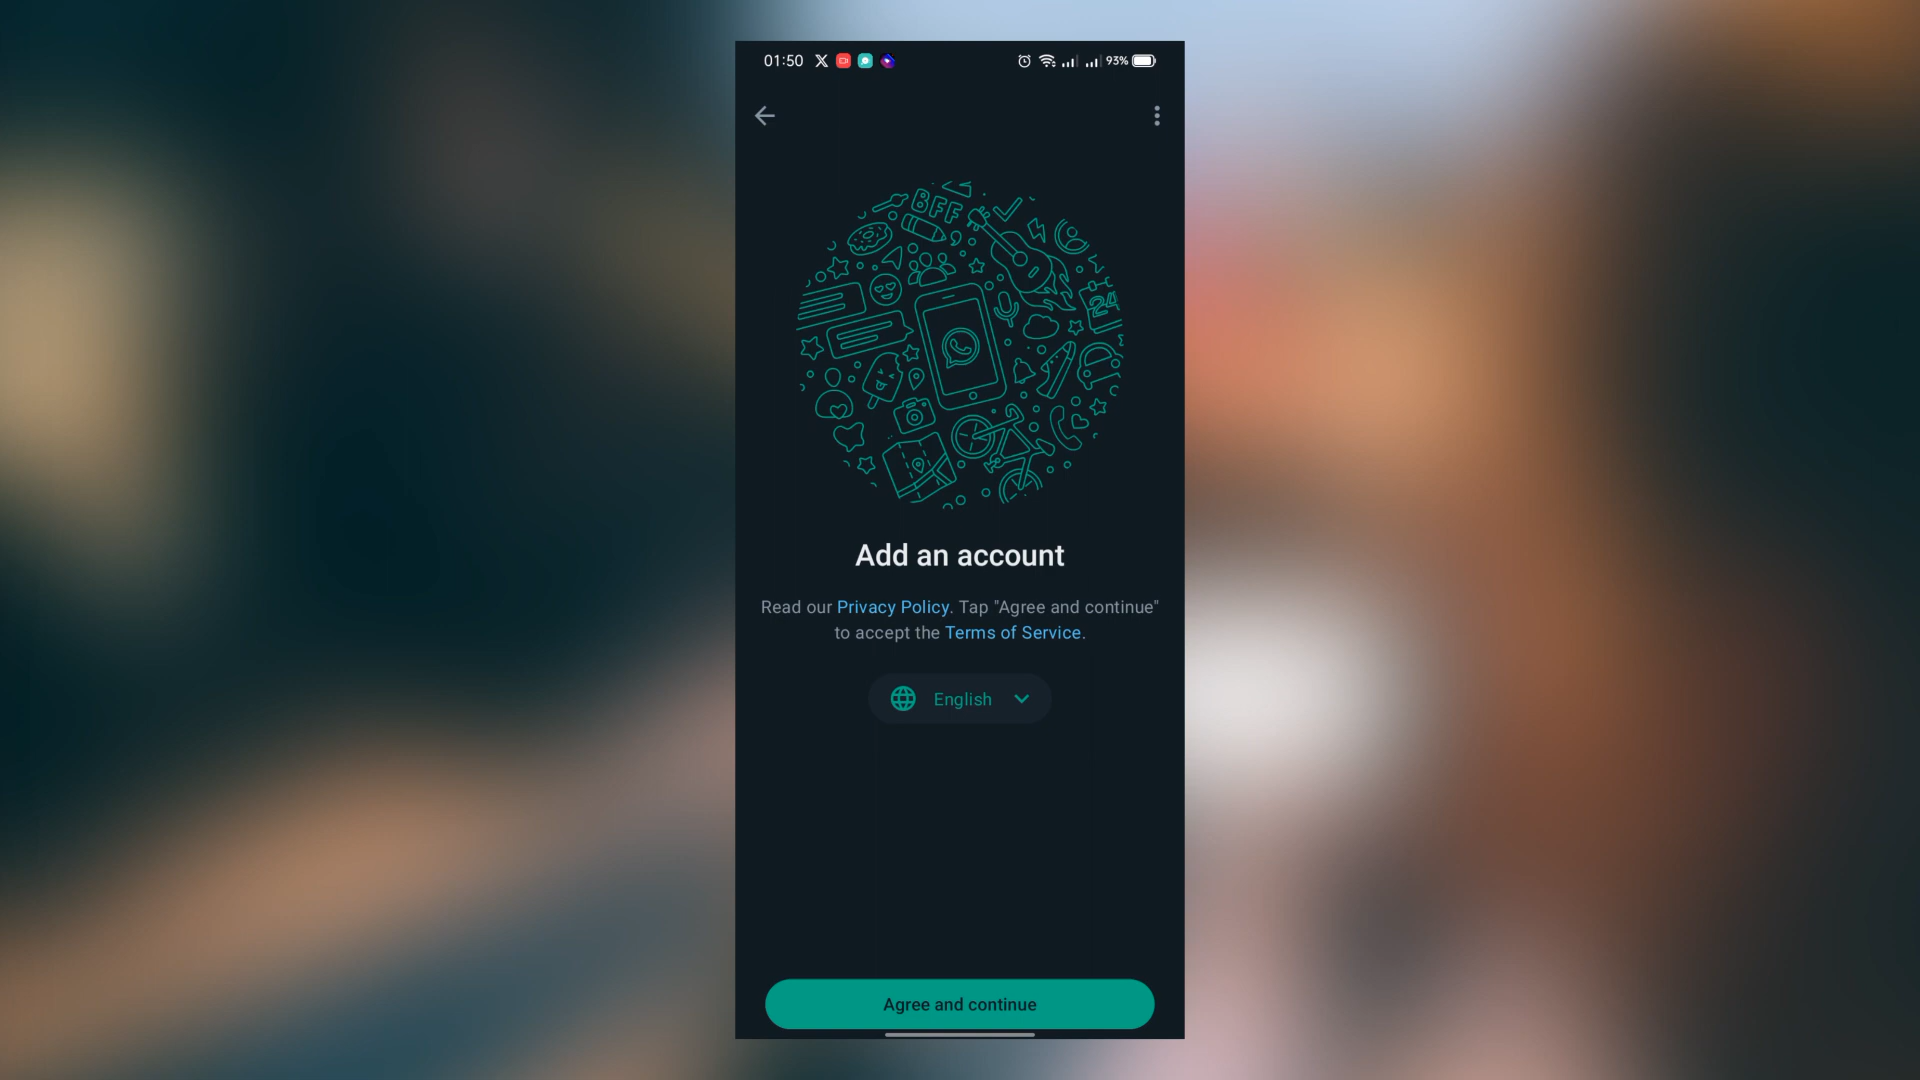 01:50
93%
BFF
24
Add an account
Read our Privacy Policy. Tap "Agree and continue"
to accept the Terms of Service.
English
Agree and continue